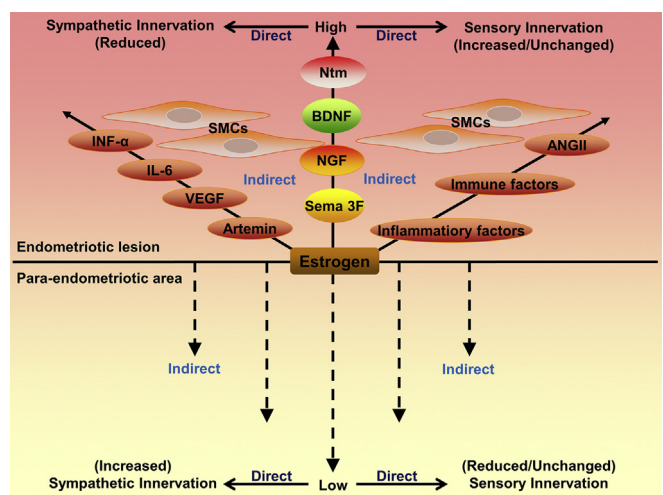 Sympathetic Innervation
(Reduced)
Direct
High
Direct
Sensory Innervation
(Increased/Unchanged)
Ntm
BDNF
SMCs
SMCs
INF-α
ANGII
NGF
IL-6
Indirect
Indirect
Immune factors
VEGF
Sema 3F
Artemin
Inflammatiory factors
Endometriotic lesion
Estrogen
Para-endometriotic area
Indirect
Indirect
(Increased)
Sympathetic Innervation
Direct
Low
Direct
(Reduced/Unchanged)
Sensory Innervation